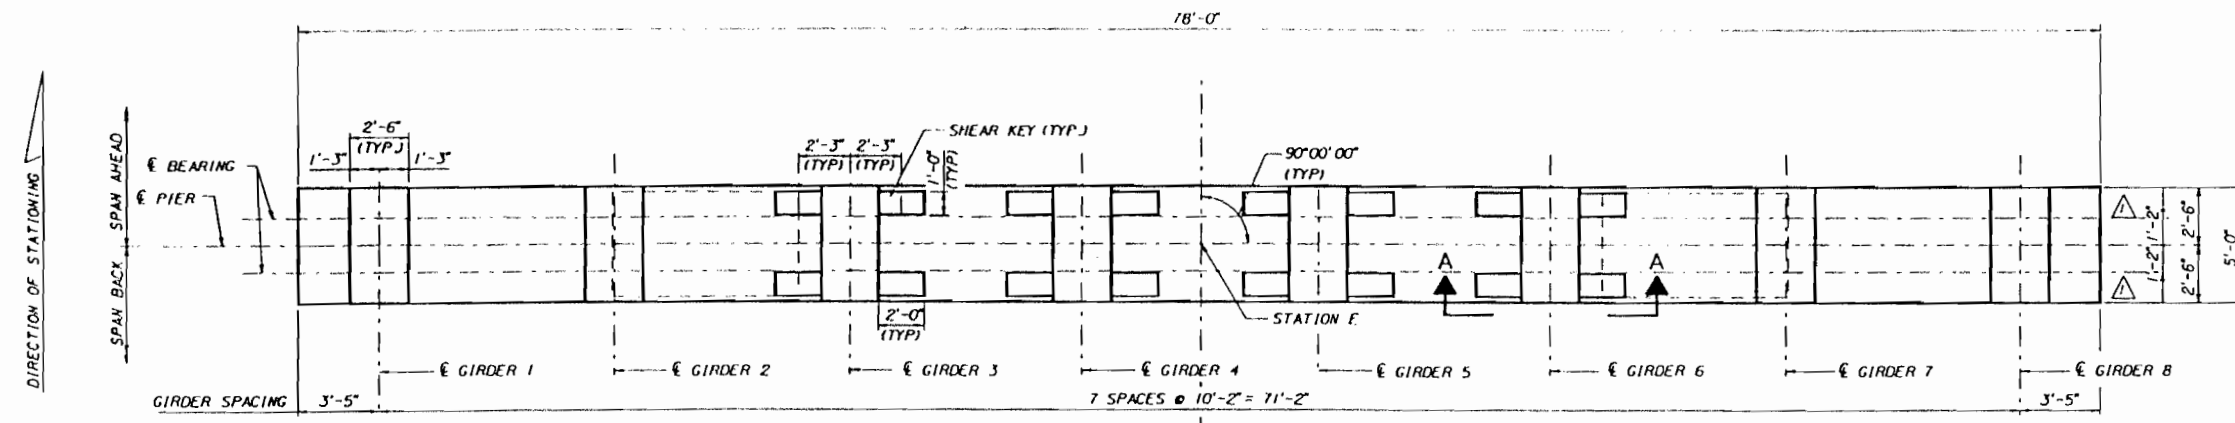 78'-0"
2'-6"
(TYP.)
1'-3"
1'-3"
℄ BEARING
℄ PIER
DIRECTION OF STATIONING
SPAN BACK
SPAN AHEAD
2'-3"
(TYP)
2'-3"
(TYP)
SHEAR KEY (TYP.)
1'-0"
(TYP)
90°00'00"
(TYP)
2'-0"
(TYP)
STATION E
A
A
1
1
1'-2"
1'-2"
2'-6"
2'-6"
5'-0"
℄ GIRDER 1
℄ GIRDER 2
℄ GIRDER 3
℄ GIRDER 4
℄ GIRDER 5
℄ GIRDER 6
℄ GIRDER 7
℄ GIRDER 8
GIRDER SPACING
3'-5"
7 SPACES @ 10'-2" = 71'-2"
3'-5"